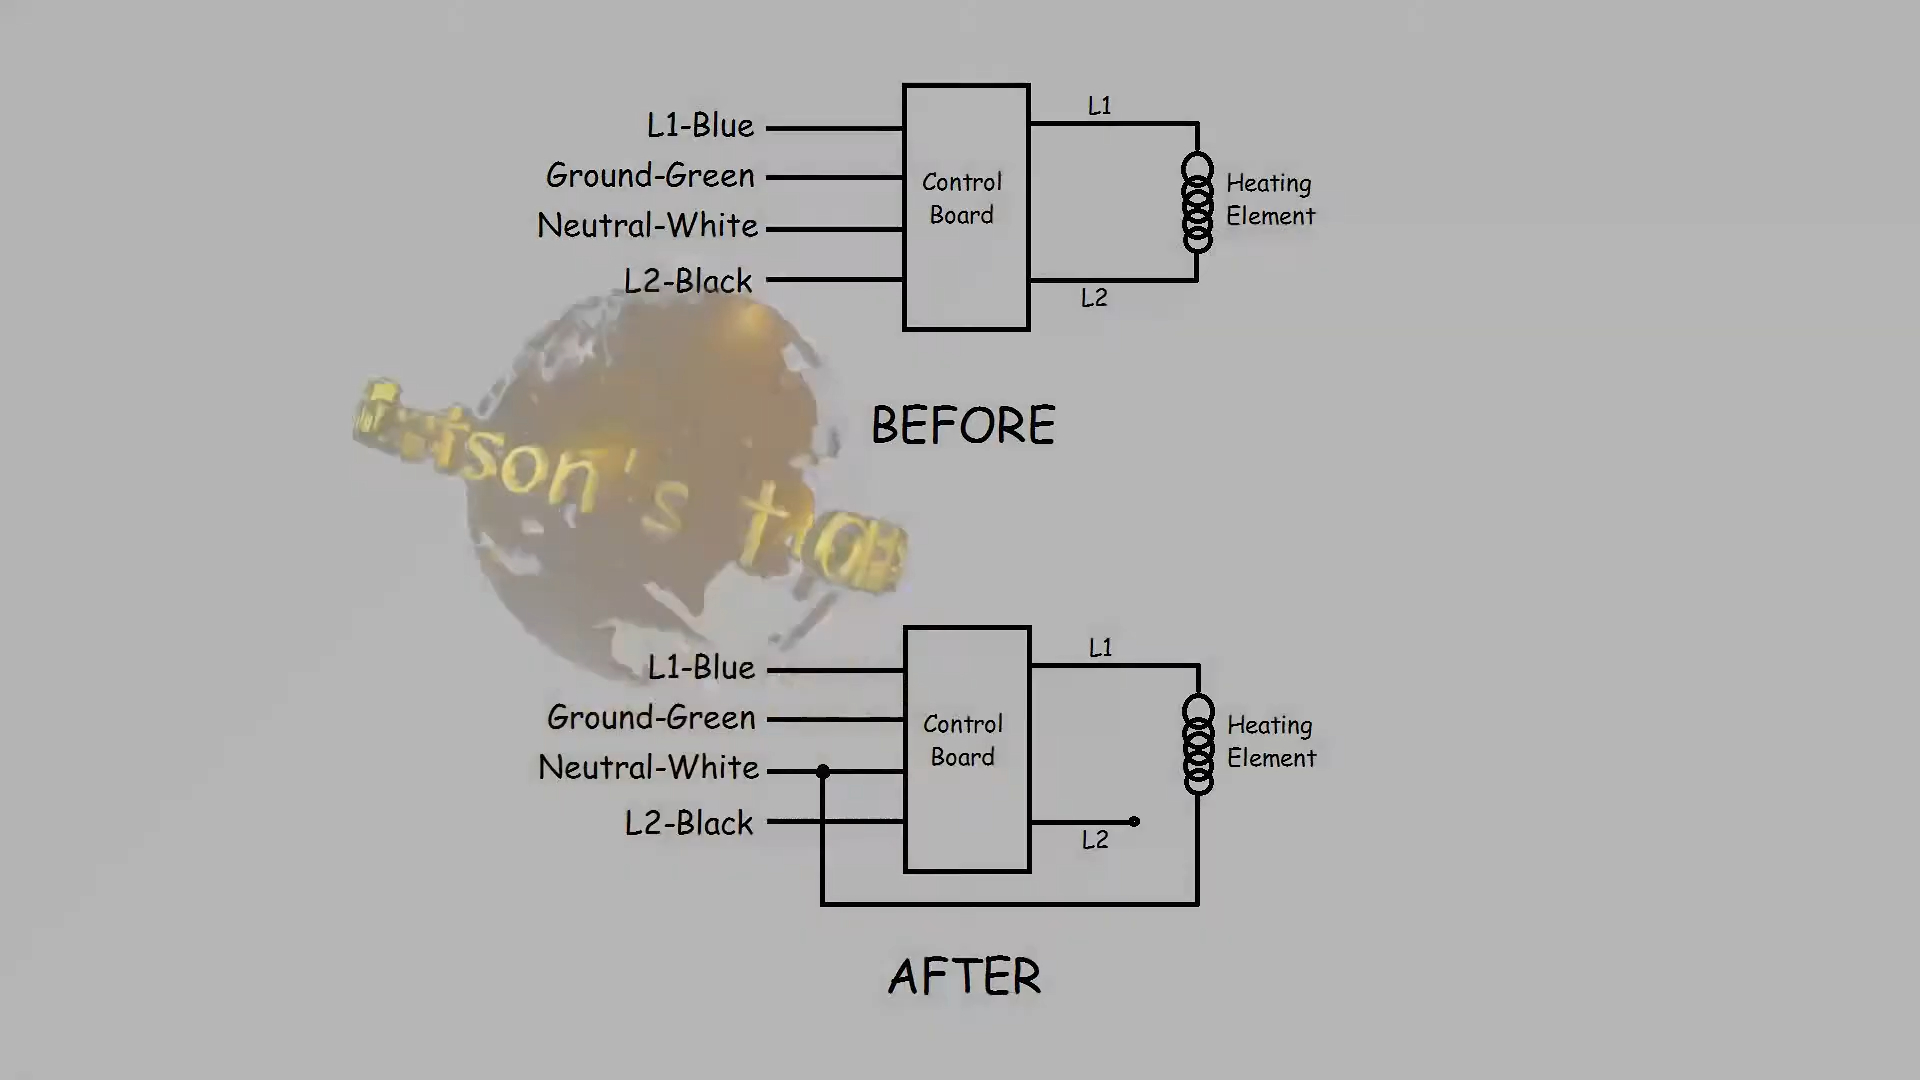 L1-Blue
Ground-Green
Neutral-White
L2-Black
Control
Board
L1
L2
Heating
Element
BEFORE
L1-Blue
Ground-Green
Neutral-White
L2-Black
Control
Board
L1
L2
Heating
Element
AFTER